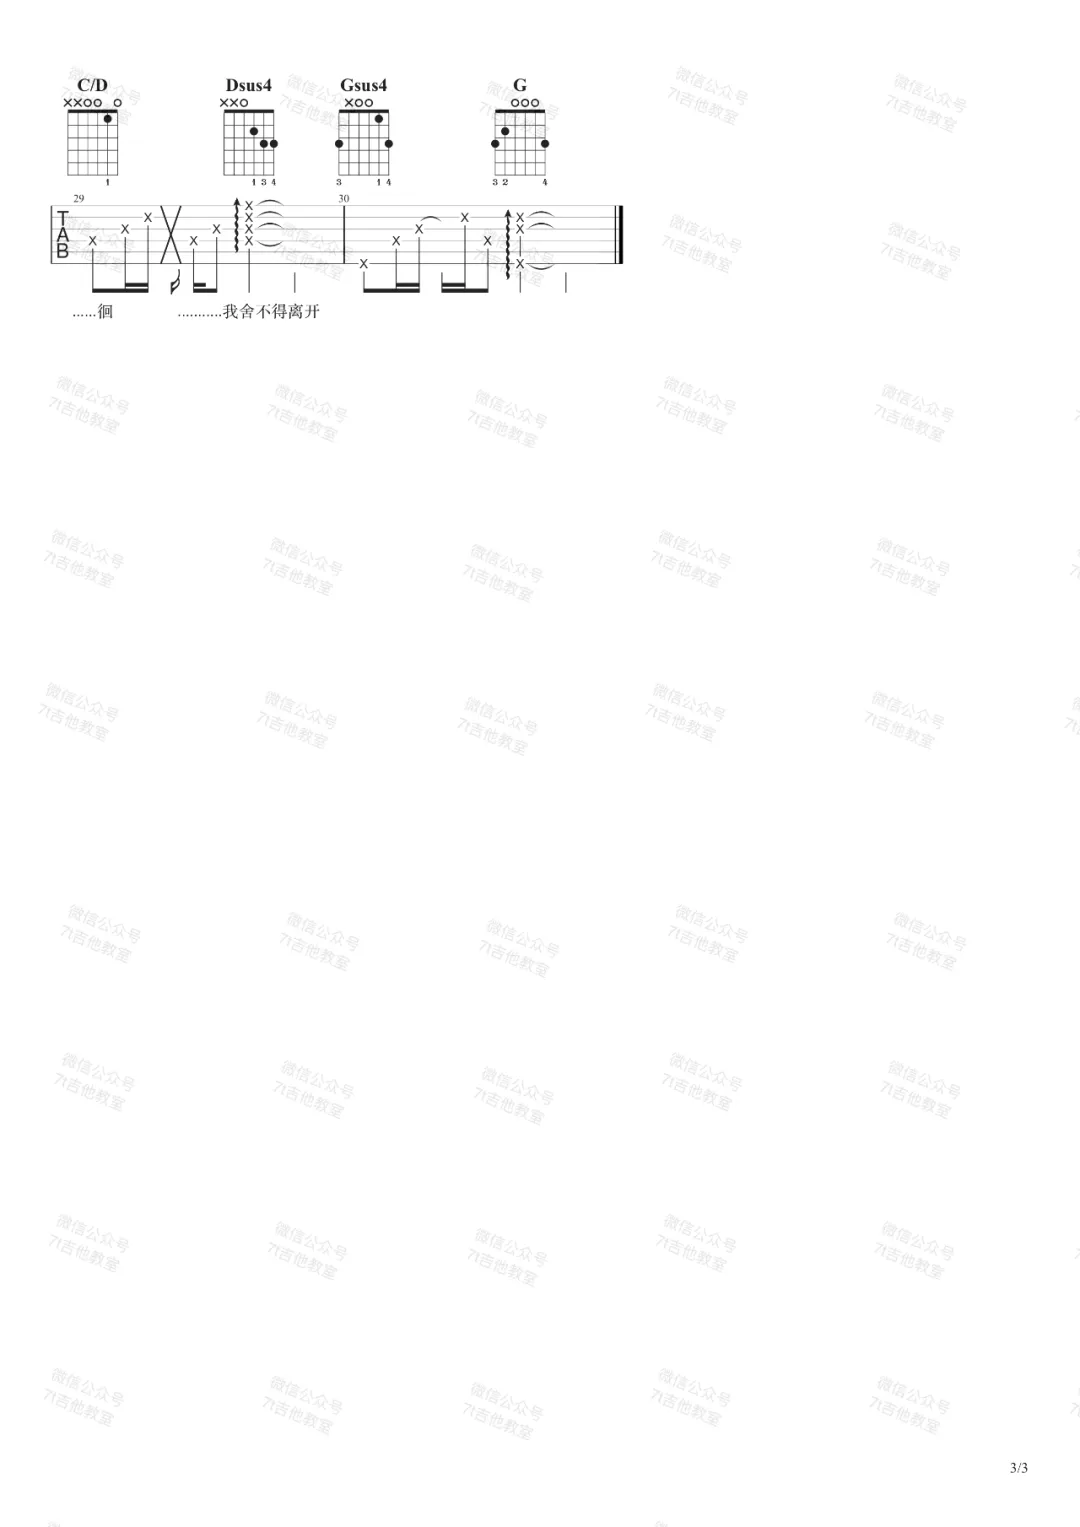 C/D Dsus4 Gsus4 G
××○○ ○ ××○ ×○○ ○○○
1 1 3 4 3 1 4 3 2 4
29 30
T
A
B
......徊 ...........我舍不得离开
微信公众号
7t吉他教室
3/3